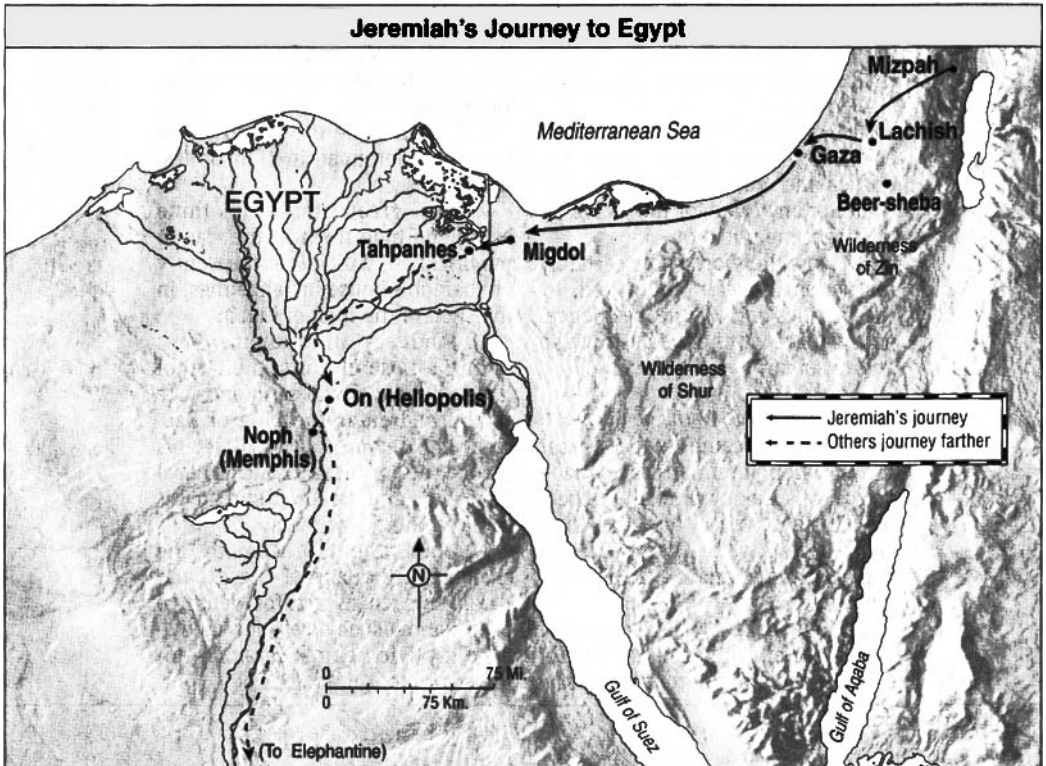 Jeremiah's Journey to Egypt
Mizpah
Mediterranean Sea
Lachish
Gaza
EGYPT
Beer-sheba
Tahpanhes
Migdol
Wilderness
of Zin
Wilderness
of Shur
On (Heliopolis)
Jeremiah's journey
Others journey farther
Noph
(Memphis)
N
0
75 Mi.
0
75 Km.
Gulf of Suez
Gulf of Aqaba
(To Elephantine)